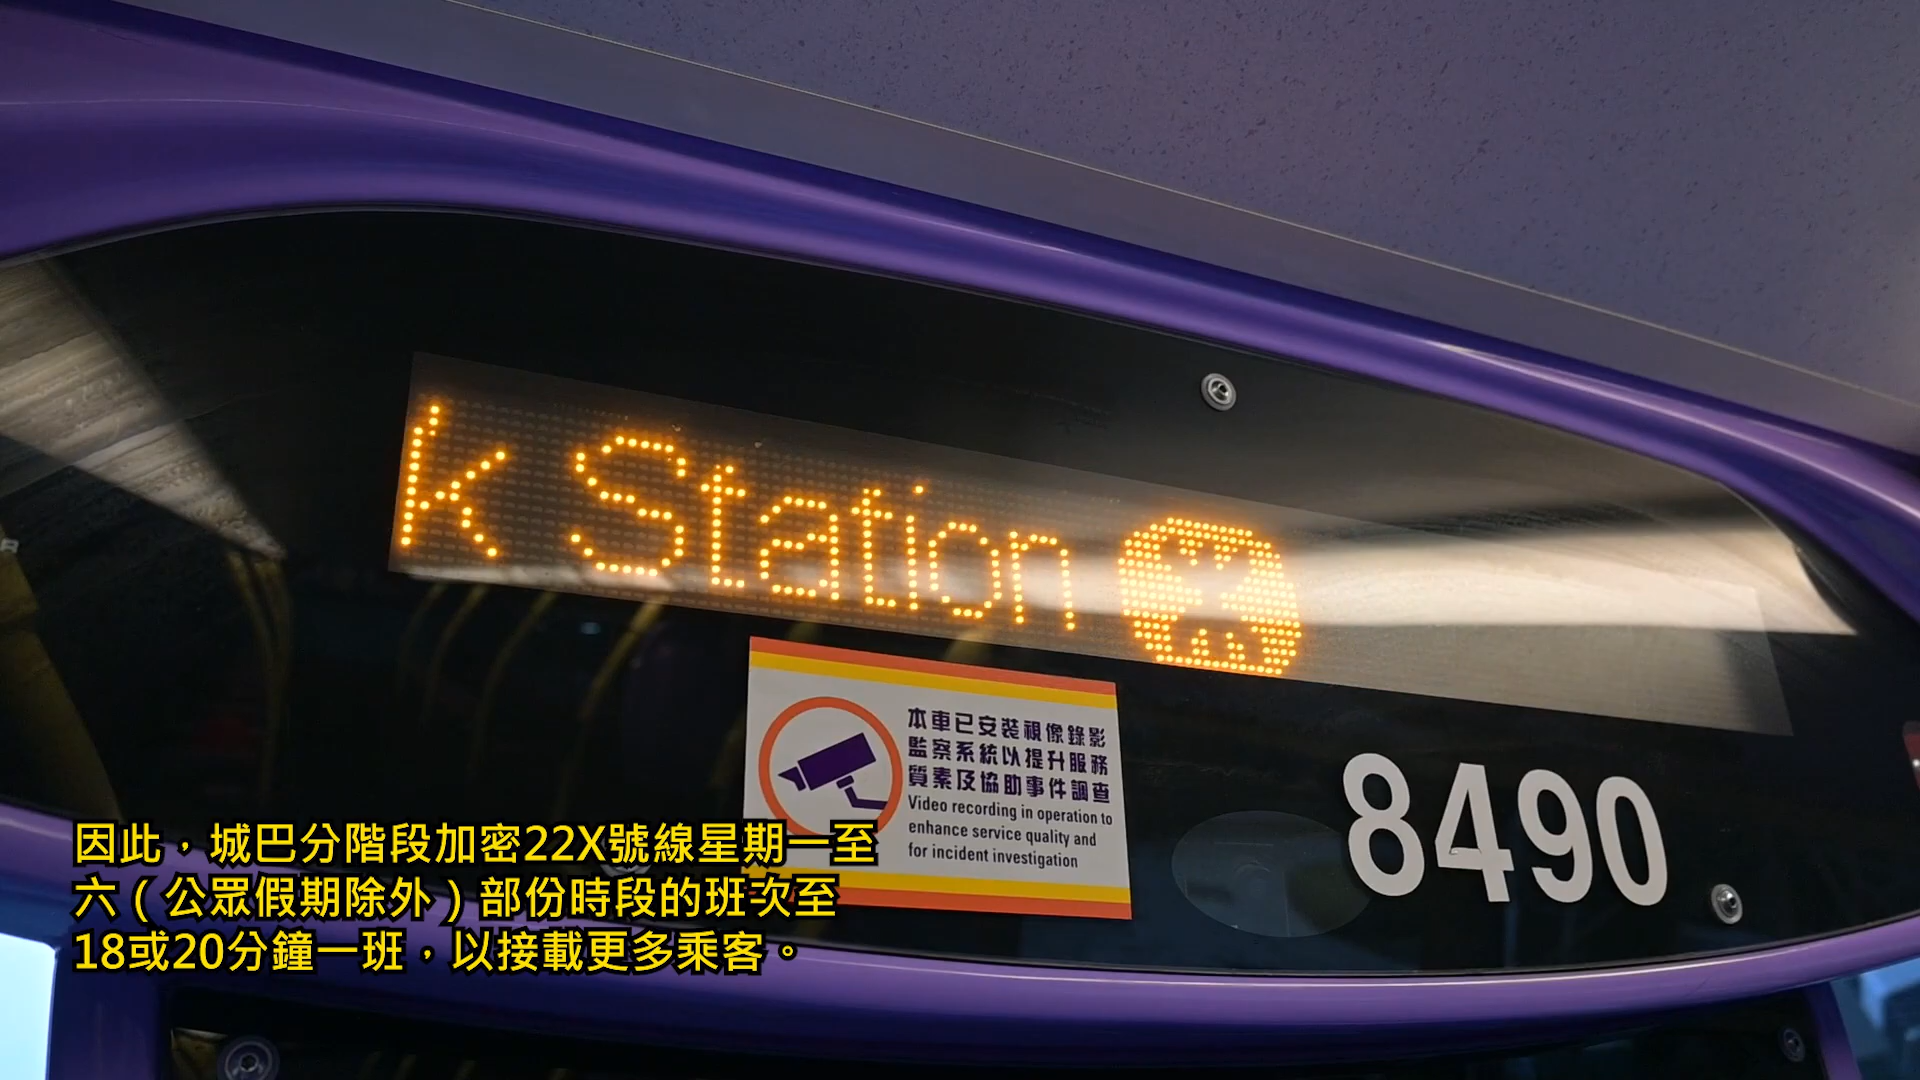 k Station
本車已安裝視像錄影
監察系統以提升服務
質素及協助事件調查
Video recording in operation to
enhance service quality and
for incident investigation
8490
因此，城巴分階段加密22X號線星期一至
六（公眾假期除外）部份時段的班次至
18或20分鐘一班，以接載更多乘客。